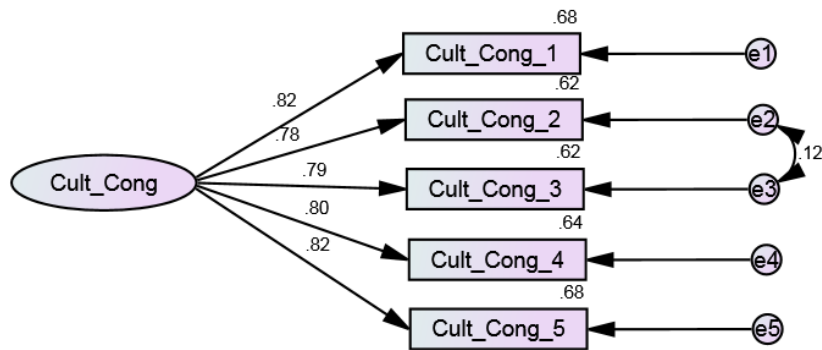 .68
Cult_Cong_1
e1
.82
.62
Cult_Cong_2
e2
.78
.12
.62
Cult_Cong
.79
Cult_Cong_3
e3
.80
.64
Cult_Cong_4
e4
.82
.68
Cult_Cong_5
e5